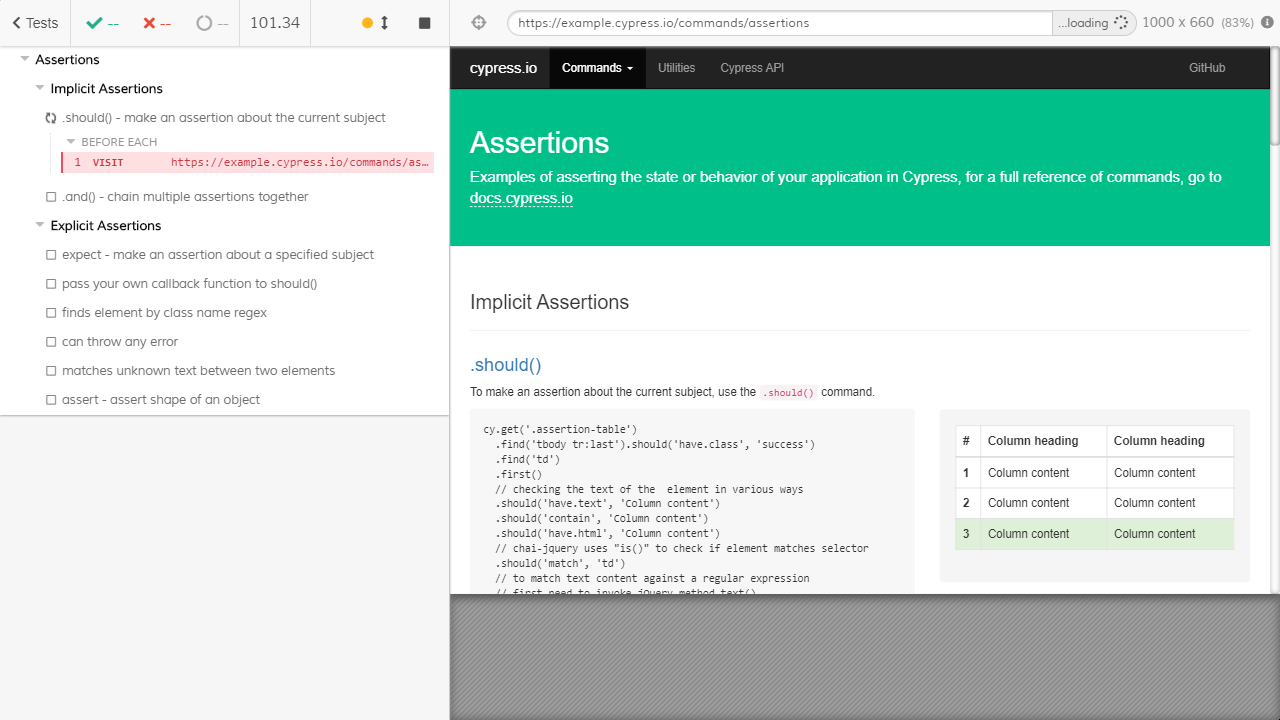 Tests -- -- -- 101.34
Assertions
Implicit Assertions
.should() - make an assertion about the current subject
BEFORE EACH
1 VISIT https://example.cypress.io/commands/as…
.and() - chain multiple assertions together
Explicit Assertions
expect - make an assertion about a specified subject
pass your own callback function to should()
finds element by class name regex
can throw any error
matches unknown text between two elements
assert - assert shape of an object
https://example.cypress.io/commands/assertions ...loading 1000 x 660 (83%)
cypress.io Commands Utilities Cypress API GitHub
Assertions
Examples of asserting the state or behavior of your application in Cypress, for a full reference of commands, go to
docs.cypress.io
Implicit Assertions
.should()
To make an assertion about the current subject, use the .should() command.
cy.get('.assertion-table')
.find('tbody tr:last').should('have.class', 'success')
.find('td')
.first()
// checking the text of the  element in various ways
.should('have.text', 'Column content')
.should('contain', 'Column content')
.should('have.html', 'Column content')
// chai-jquery uses "is()" to check if element matches selector
.should('match', 'td')
// to match text content against a regular expression
// first need to invoke jQuery method text()
# Column heading Column heading
1 Column content Column content
2 Column content Column content
3 Column content Column content